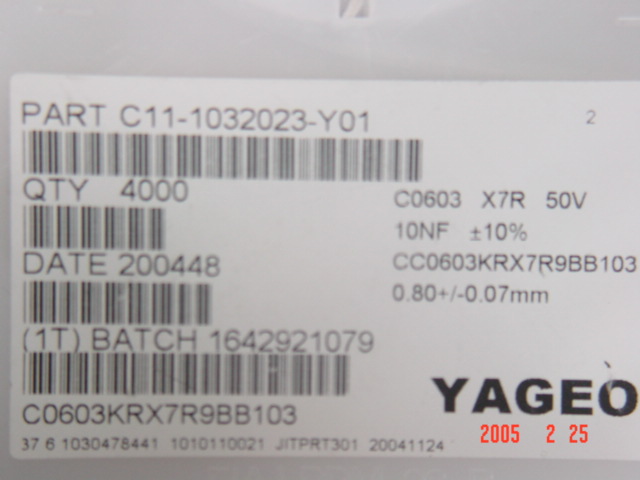 PART C11-1032023-Y01
2
QTY 4000
C0603 X7R 50V
10NF ±10%
DATE 200448
CC0603KRX7R9BB103
0.80+/-0.07mm
(1T) BATCH 1642921079
YAGEO
C0603KRX7R9BB103
2005 2 25
37 6 1030478441 1010110021 JITPRT301 20041124